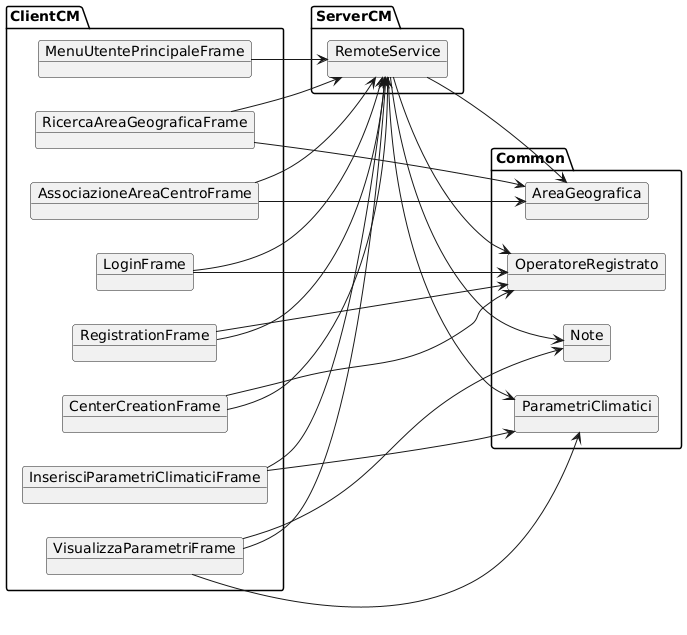 ClientCM
MenuUtentePrincipaleFrame
RicercaAreaGeograficaFrame
AssociazioneAreaCentroFrame
LoginFrame
RegistrationFrame
CenterCreationFrame
InserisciParametriClimaticiFrame
VisualizzaParametriFrame
ServerCM
RemoteService
Common
AreaGeografica
OperatoreRegistrato
Note
ParametriClimatici